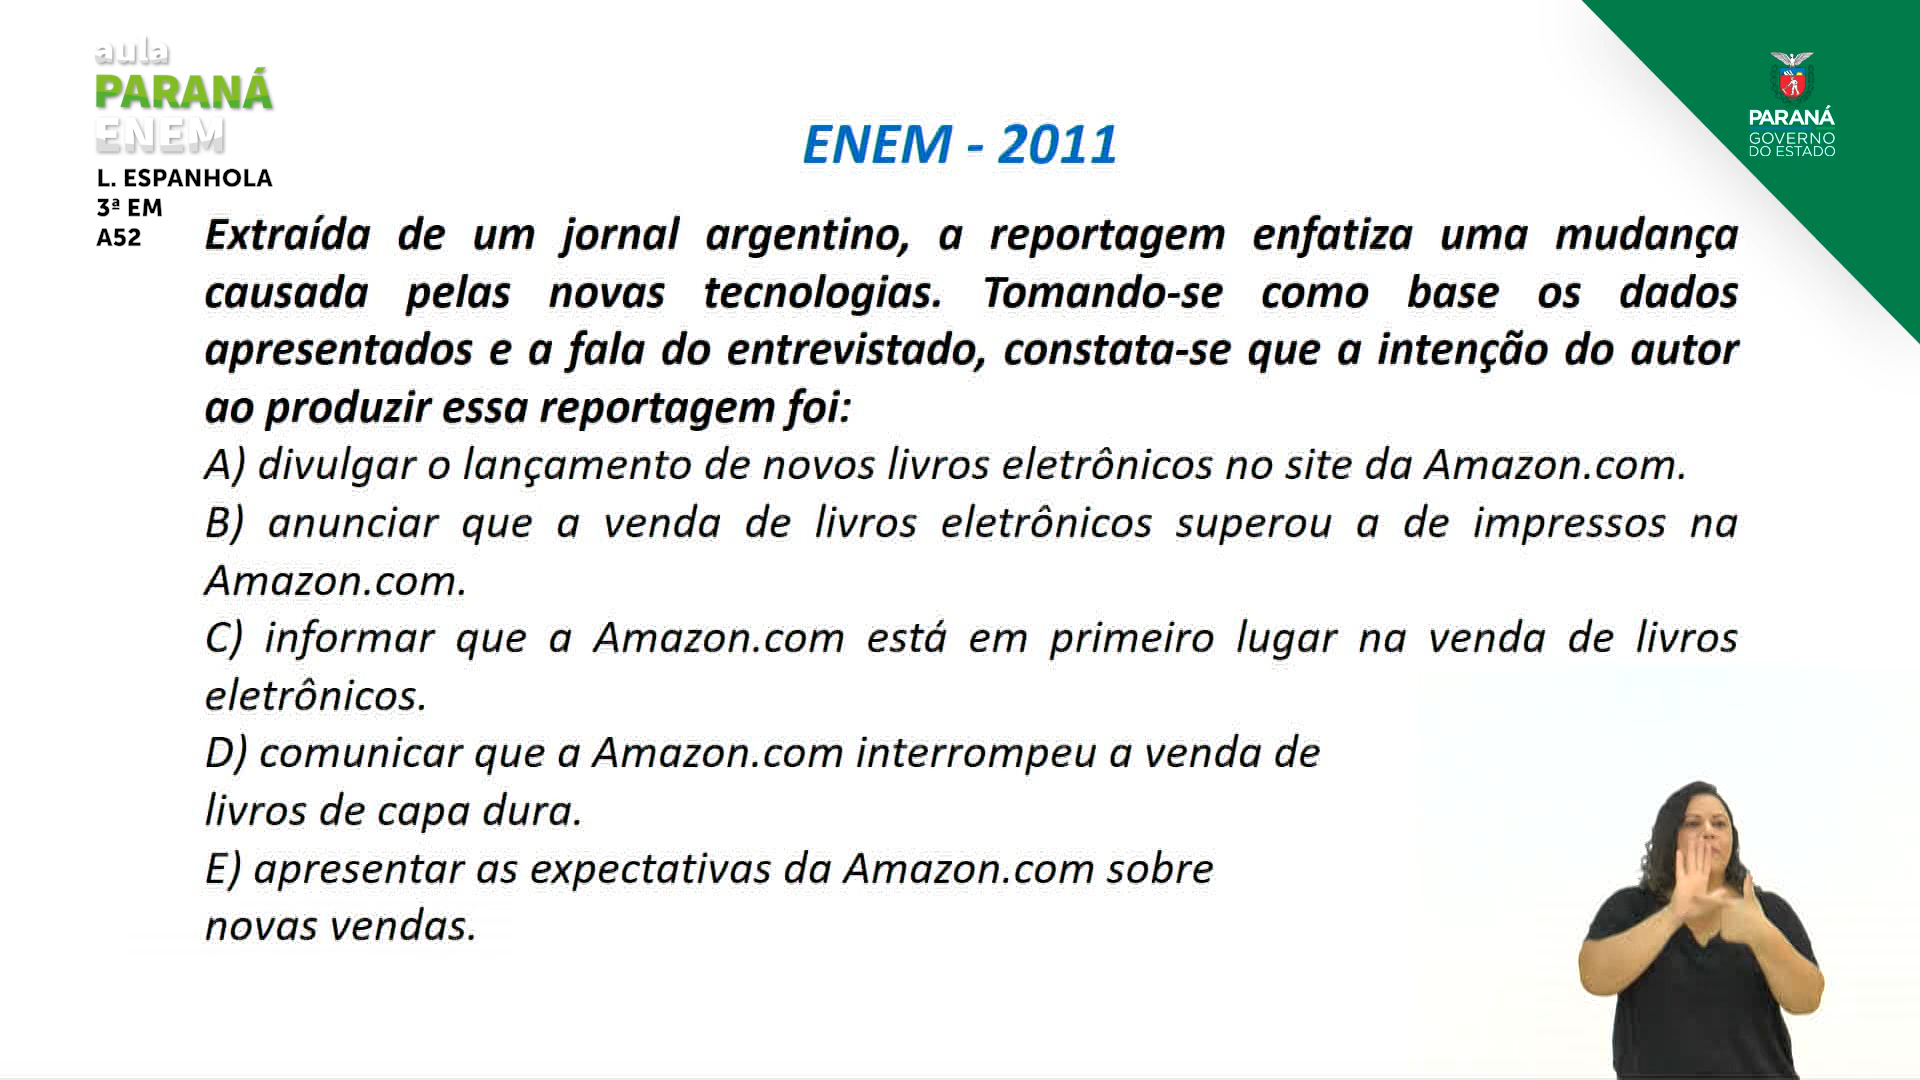 aula
PARANÁ
ENEM
L. ESPANHOLA
3ª EM
A52
PARANÁ
GOVERNO
DO ESTADO
ENEM - 2011
Extraída de um jornal argentino, a reportagem enfatiza uma mudança
causada pelas novas tecnologias. Tomando-se como base os dados
apresentados e a fala do entrevistado, constata-se que a intenção do autor
ao produzir essa reportagem foi:
A) divulgar o lançamento de novos livros eletrônicos no site da Amazon.com.
B) anunciar que a venda de livros eletrônicos superou a de impressos na
Amazon.com.
C) informar que a Amazon.com está em primeiro lugar na venda de livros
eletrônicos.
D) comunicar que a Amazon.com interrompeu a venda de
livros de capa dura.
E) apresentar as expectativas da Amazon.com sobre
novas vendas.